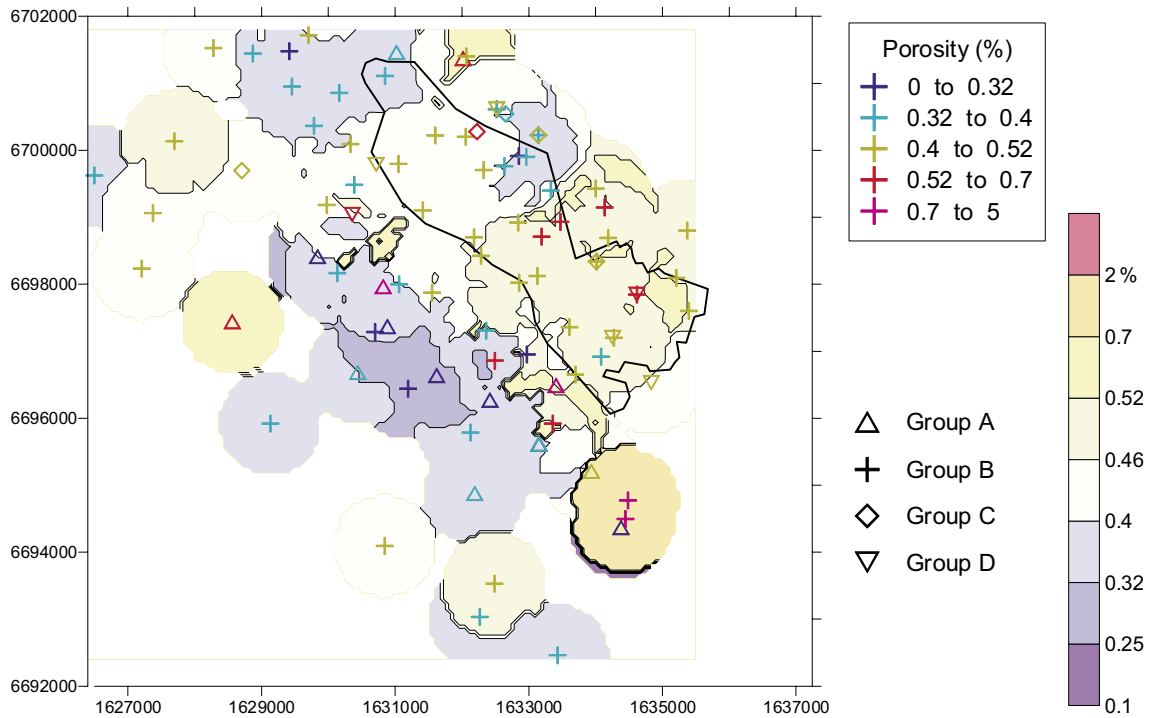 6702000
6700000
6698000
6696000
6694000
6692000
1627000 1629000 1631000 1633000 1635000 1637000
Porosity (%)
0 to 0.32
0.32 to 0.4
0.4 to 0.52
0.52 to 0.7
0.7 to 5
Group A
Group B
Group C
Group D
2 %
0.7
0.52
0.46
0.4
0.32
0.25
0.1